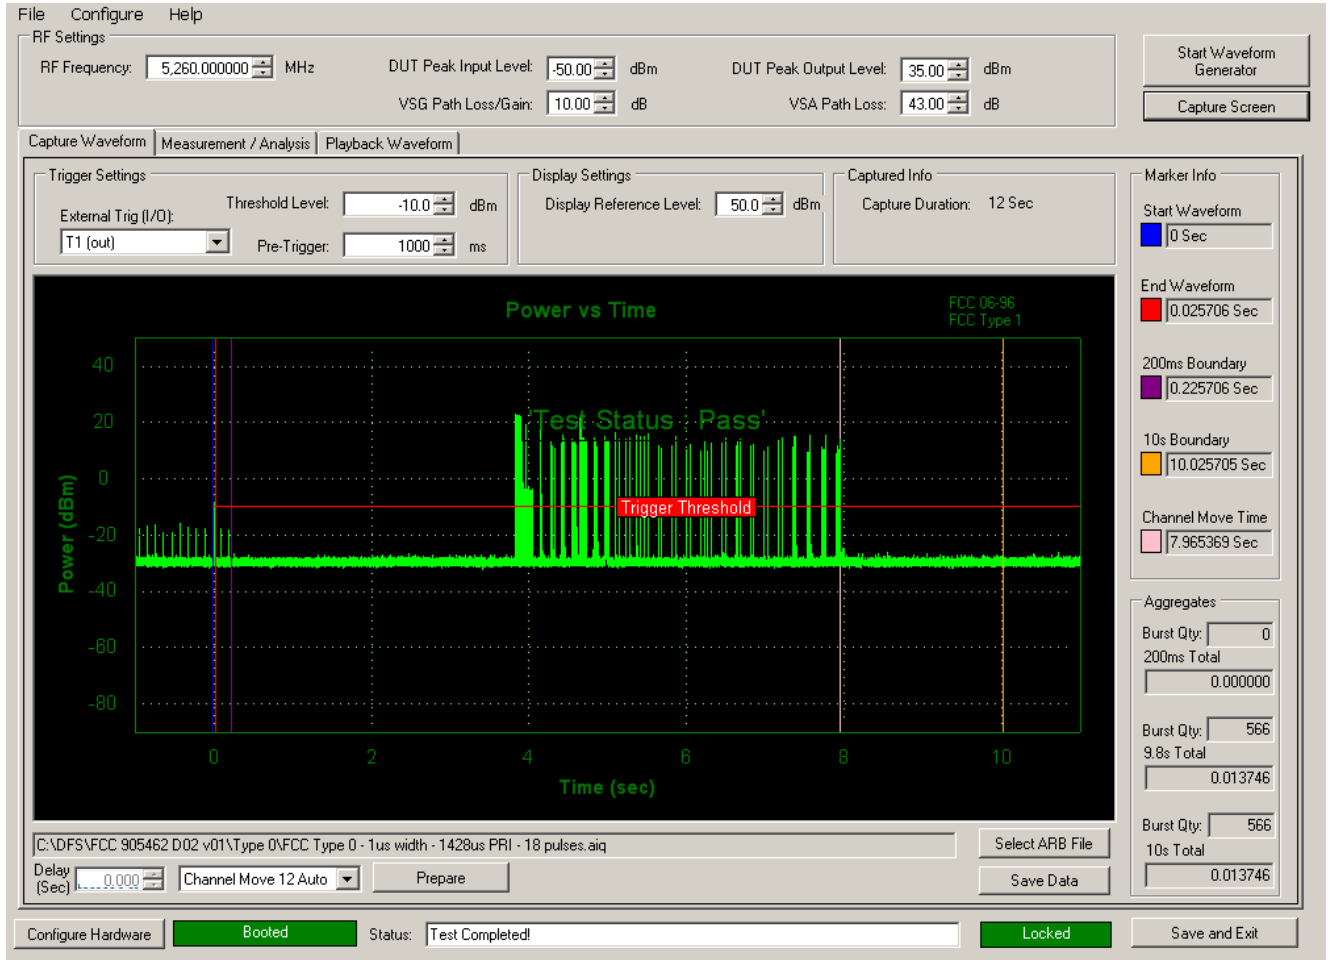 File Configure Help
RF Settings
RF Frequency: 5,260.000000 MHz DUT Peak Input Level: -50.00 dBm DUT Peak Output Level: 35.00 dBm
VSG Path Loss/Gain: 10.00 dB VSA Path Loss: 43.00 dB
Start Waveform
Generator
Capture Screen
Capture Waveform Measurement / Analysis Playback Waveform
Trigger Settings
External Trig (I/O):
T1 (out)
Threshold Level: -10.0 dBm
Pre-Trigger: 1000 ms
Display Settings
Display Reference Level: 50.0 dBm
Captured Info
Capture Duration: 12 Sec
Marker Info
Start Waveform
0 Sec
End Waveform
0.025706 Sec
200ms Boundary
0.225706 Sec
10s Boundary
10.025705 Sec
Channel Move Time
7.965369 Sec
Power vs Time
FCC 06-96
FCC Type 1
'Test Status : Pass'
Trigger Threshold
Power (dBm)
40
20
0
-20
-40
-60
-80
0 2 4 6 8 10
Time (sec)
Aggregates
Burst Qty: 0
200ms Total
0.000000
Burst Qty: 566
9.8s Total
0.013746
Burst Qty: 566
10s Total
0.013746
C:\DFS\FCC 905462 D02 v01\Type 0\FCC Type 0 - 1us width - 1428us PRI - 18 pulses.aiq
Select ARB File
Delay
(Sec) 0.000 Channel Move 12 Auto Prepare
Save Data
Configure Hardware Booted Status: Test Completed! Locked Save and Exit